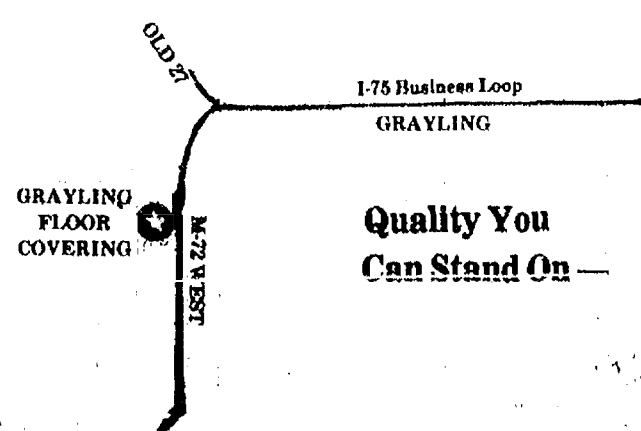 OLD 27
I-75 Business Loop
GRAYLING
GRAYLING
FLOOR
COVERING
M-72 WEST
Quality You
Can Stand On